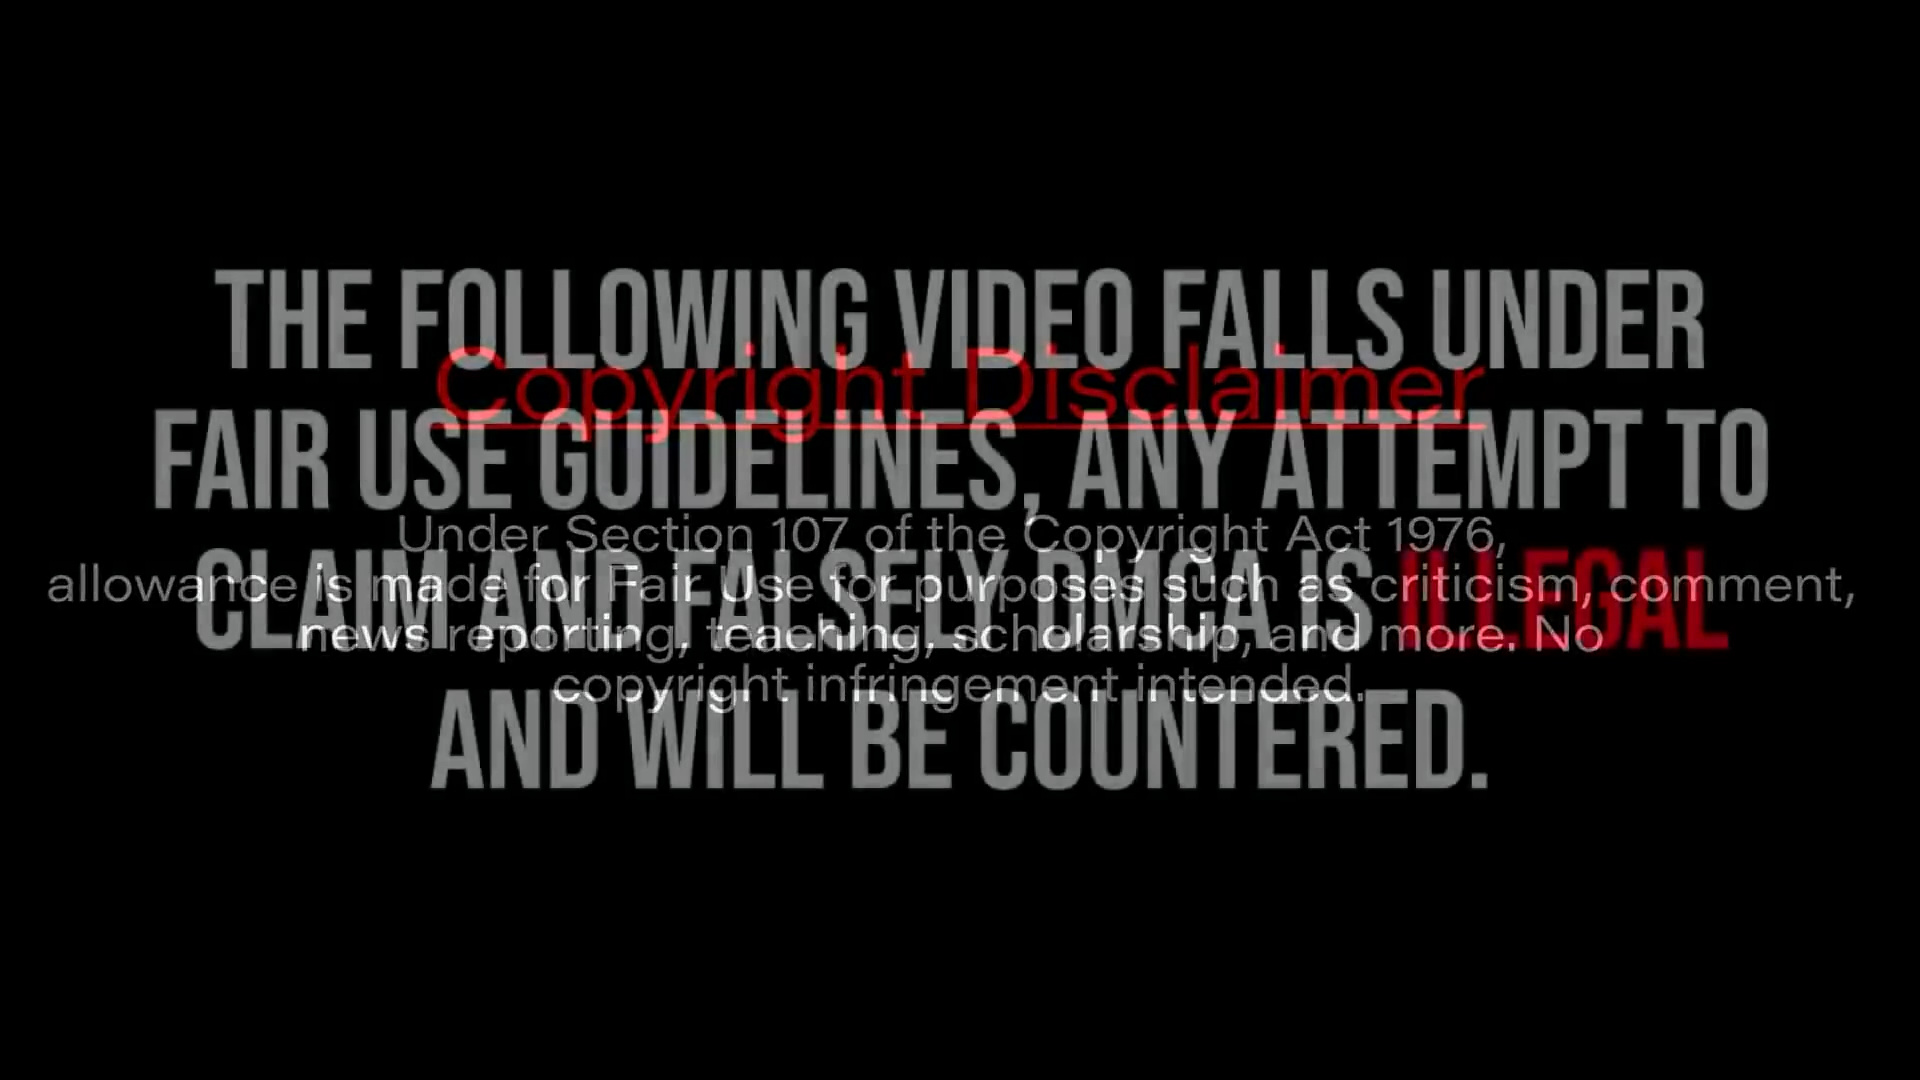 THE FOLLOWING VIDEO FALLS UNDER
FAIR USE GUIDELINES, ANY ATTEMPT TO
CLAIM AND FALSELY DMCA IS ILLEGAL
AND WILL BE COUNTERED.
Copyright Disclaimer
Under Section 107 of the Copyright Act 1976,
allowance is made for Fair Use for purposes such as criticism, comment,
news reporting, teaching, scholarship, and more. No
copyright infringement intended.